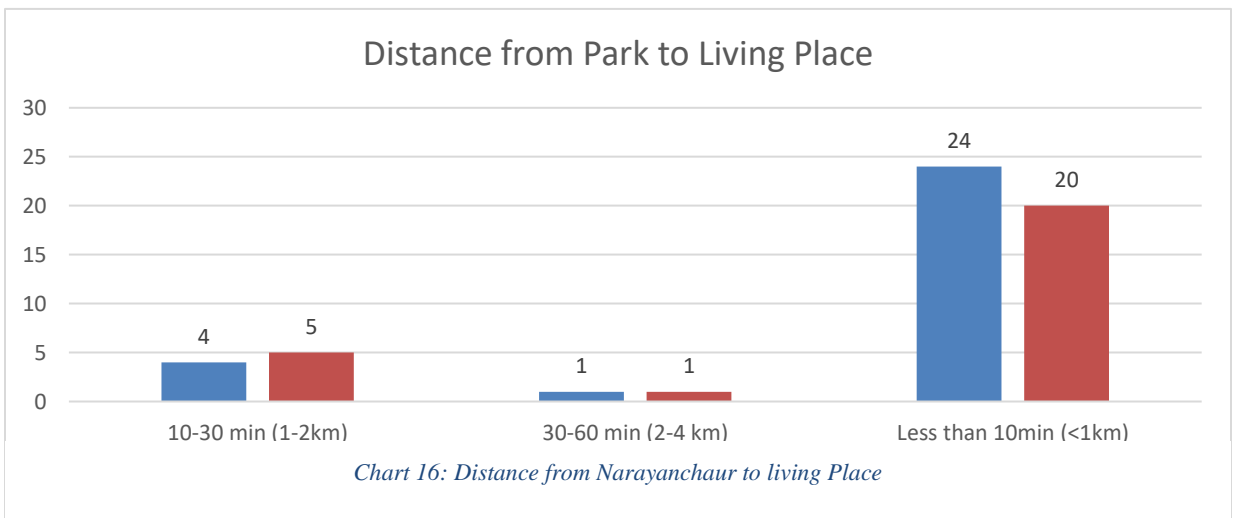 Distance from Park to Living Place
30
25
20
15
10
5
0
4
5
1
1
24
20
10-30 min (1-2km)
30-60 min (2-4 km)
Less than 10min (<1km)
Chart 16: Distance from Narayanchaur to living Place